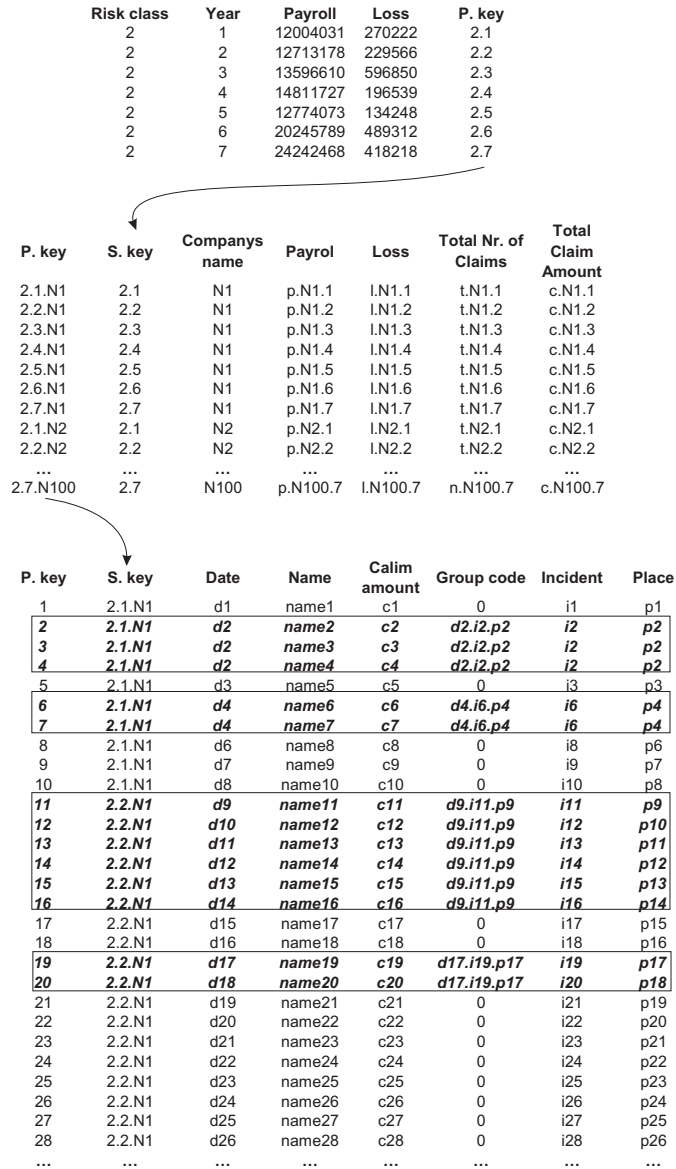 Risk class Year Payroll Loss P. key
2 1 12004031 270222 2.1
2 2 12713178 229566 2.2
2 3 13596610 596850 2.3
2 4 14811727 196539 2.4
2 5 12774073 134248 2.5
2 6 20245789 489312 2.6
2 7 24242468 418218 2.7
P. key S. key Companys name Payrol Loss Total Nr. of Claims Total Claim Amount
2.1.N1 2.1 N1 p.N1.1 l.N1.1 t.N1.1 c.N1.1
2.2.N1 2.2 N1 p.N1.2 l.N1.2 t.N1.2 c.N1.2
2.3.N1 2.3 N1 p.N1.3 l.N1.3 t.N1.3 c.N1.3
2.4.N1 2.4 N1 p.N1.4 l.N1.4 t.N1.4 c.N1.4
2.5.N1 2.5 N1 p.N1.5 l.N1.5 t.N1.5 c.N1.5
2.6.N1 2.6 N1 p.N1.6 l.N1.6 t.N1.6 c.N1.6
2.7.N1 2.7 N1 p.N1.7 l.N1.7 t.N1.7 c.N1.7
2.1.N2 2.1 N2 p.N2.1 l.N2.1 t.N2.1 c.N2.1
2.2.N2 2.2 N2 p.N2.2 l.N2.2 t.N2.2 c.N2.2
... ... ... ... ... ... ...
2.7.N100 2.7 N100 p.N100.7 l.N100.7 n.N100.7 c.N100.7
P. key S. key Date Name Calim amount Group code Incident Place
1 2.1.N1 d1 name1 c1 0 i1 p1
2 2.1.N1 d2 name2 c2 d2.i2.p2 i2 p2
3 2.1.N1 d2 name3 c3 d2.i2.p2 i2 p2
4 2.1.N1 d2 name4 c4 d2.i2.p2 i2 p2
5 2.1.N1 d3 name5 c5 0 i3 p3
6 2.1.N1 d4 name6 c6 d4.i6.p4 i6 p4
7 2.1.N1 d4 name7 c7 d4.i6.p4 i6 p4
8 2.1.N1 d6 name8 c8 0 i8 p6
9 2.1.N1 d7 name9 c9 0 i9 p7
10 2.1.N1 d8 name10 c10 0 i10 p8
11 2.2.N1 d9 name11 c11 d9.i11.p9 i11 p9
12 2.2.N1 d10 name12 c12 d9.i11.p9 i12 p10
13 2.2.N1 d11 name13 c13 d9.i11.p9 i13 p11
14 2.2.N1 d12 name14 c14 d9.i11.p9 i14 p12
15 2.2.N1 d13 name15 c15 d9.i11.p9 i15 p13
16 2.2.N1 d14 name16 c16 d9.i11.p9 i16 p14
17 2.2.N1 d15 name17 c17 0 i17 p15
18 2.2.N1 d16 name18 c18 0 i18 p16
19 2.2.N1 d17 name19 c19 d17.i19.p17 i19 p17
20 2.2.N1 d18 name20 c20 d17.i19.p17 i20 p18
21 2.2.N1 d19 name21 c21 0 i21 p19
22 2.2.N1 d20 name22 c22 0 i22 p20
23 2.2.N1 d21 name23 c23 0 i23 p21
24 2.2.N1 d22 name24 c24 0 i24 p22
25 2.2.N1 d23 name25 c25 0 i25 p23
26 2.2.N1 d24 name26 c26 0 i26 p24
27 2.2.N1 d25 name27 c27 0 i27 p25
28 2.2.N1 d26 name28 c28 0 i28 p26
... ... ... ... ... ... ... ...